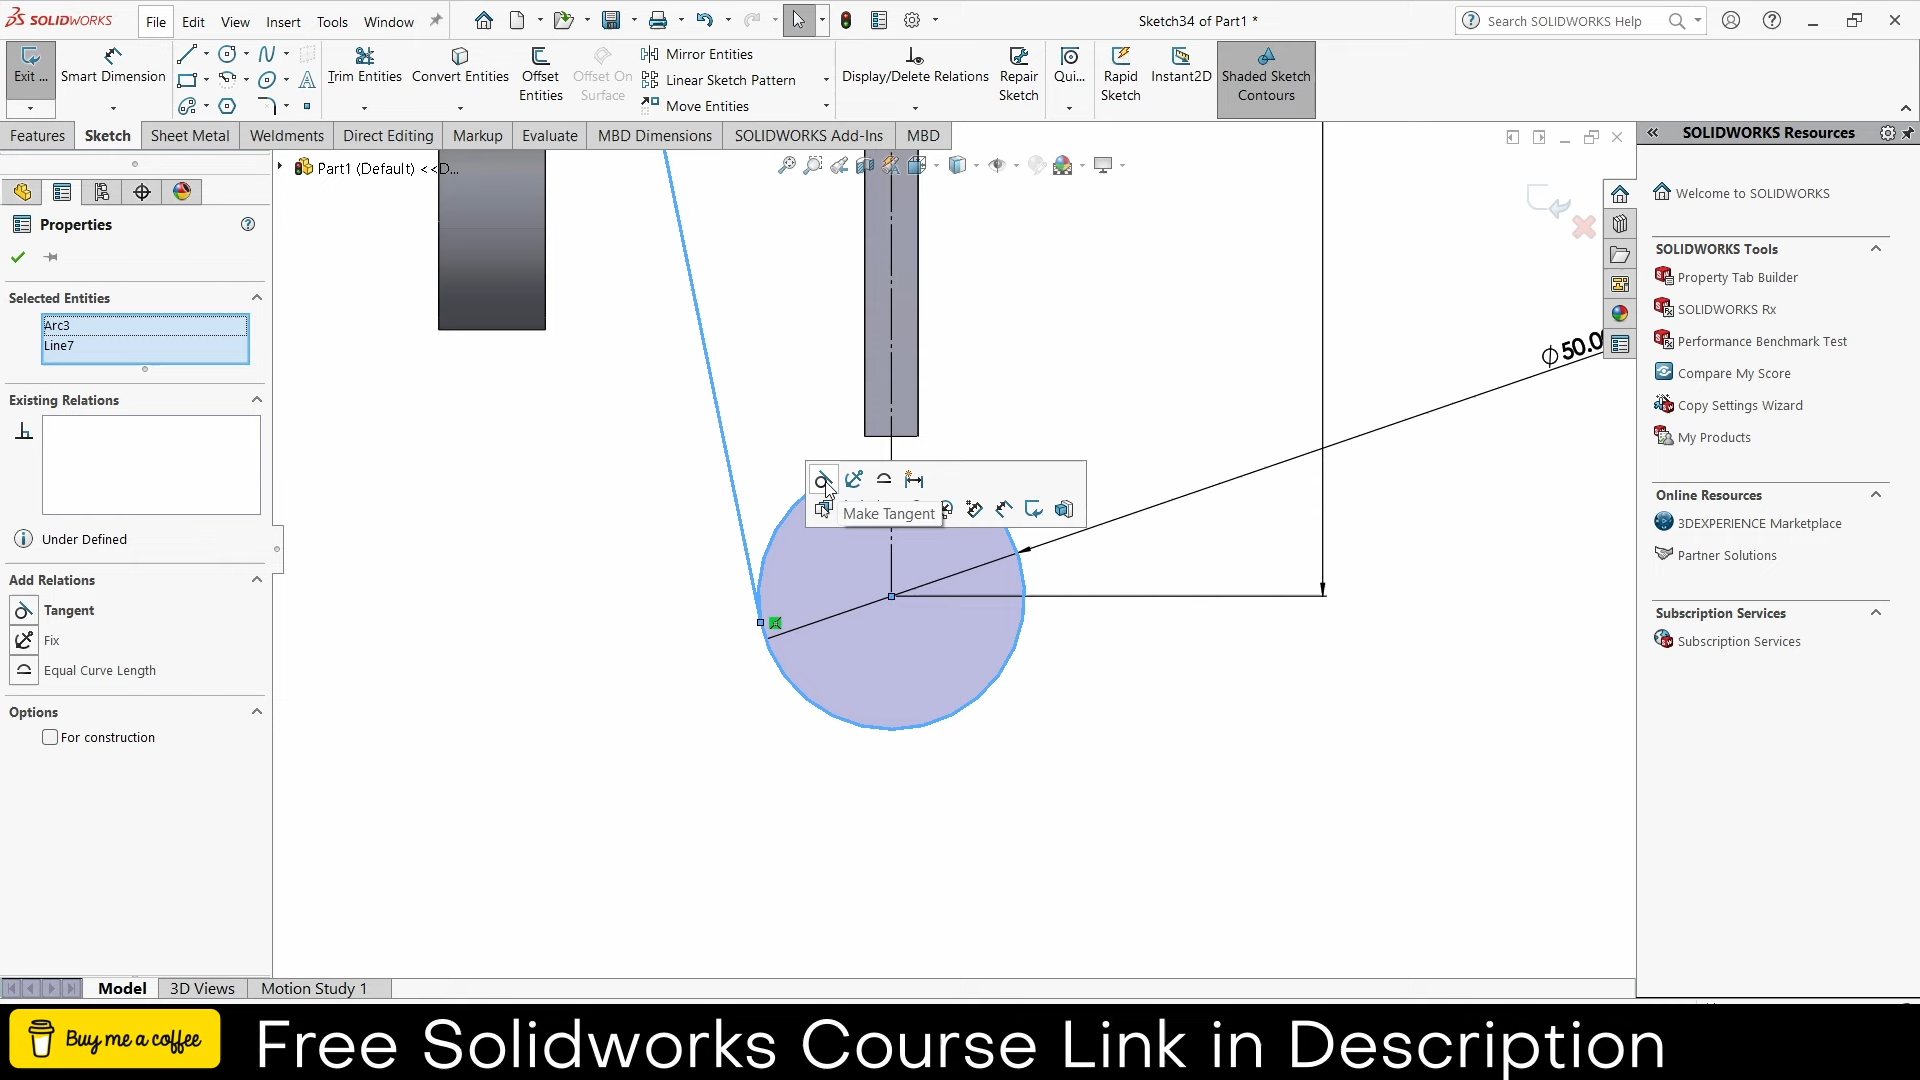 SOLIDWORKS
File Edit View Insert Tools Window
Sketch34 of Part1 *
Search SOLIDWORKS Help
Exit ...
Smart Dimension
Trim Entities
Convert Entities
Offset Entities
Offset On Surface
Mirror Entities
Linear Sketch Pattern
Move Entities
Display/Delete Relations
Repair Sketch
Qui...
Rapid Sketch
Instant2D
Shaded Sketch Contours
Features Sketch Sheet Metal Weldments Direct Editing Markup Evaluate MBD Dimensions SOLIDWORKS Add-Ins MBD
Part1 (Default) <<D...
Properties
Selected Entities
Arc3
Line7
Existing Relations
Under Defined
Add Relations
Tangent
Fix
Equal Curve Length
Options
For construction
Make Tangent
⌀50.0
SOLIDWORKS Resources
Welcome to SOLIDWORKS
SOLIDWORKS Tools
Property Tab Builder
SOLIDWORKS Rx
Performance Benchmark Test
Compare My Score
Copy Settings Wizard
My Products
Online Resources
3DEXPERIENCE Marketplace
Partner Solutions
Subscription Services
Subscription Services
Model 3D Views Motion Study 1
Buy me a coffee
Free Solidworks Course Link in Description